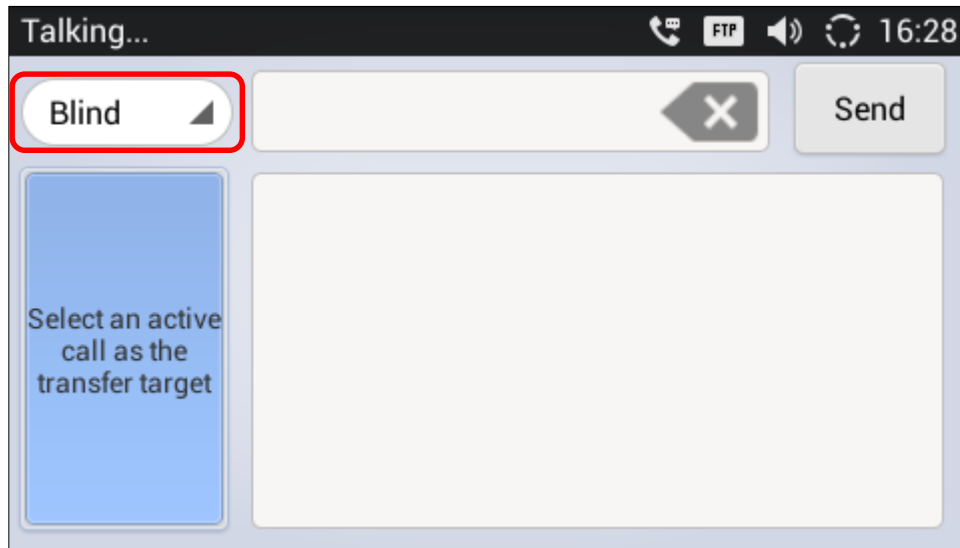 Talking...
FTP
16:28
Blind
Send
Select an active
call as the
transfer target